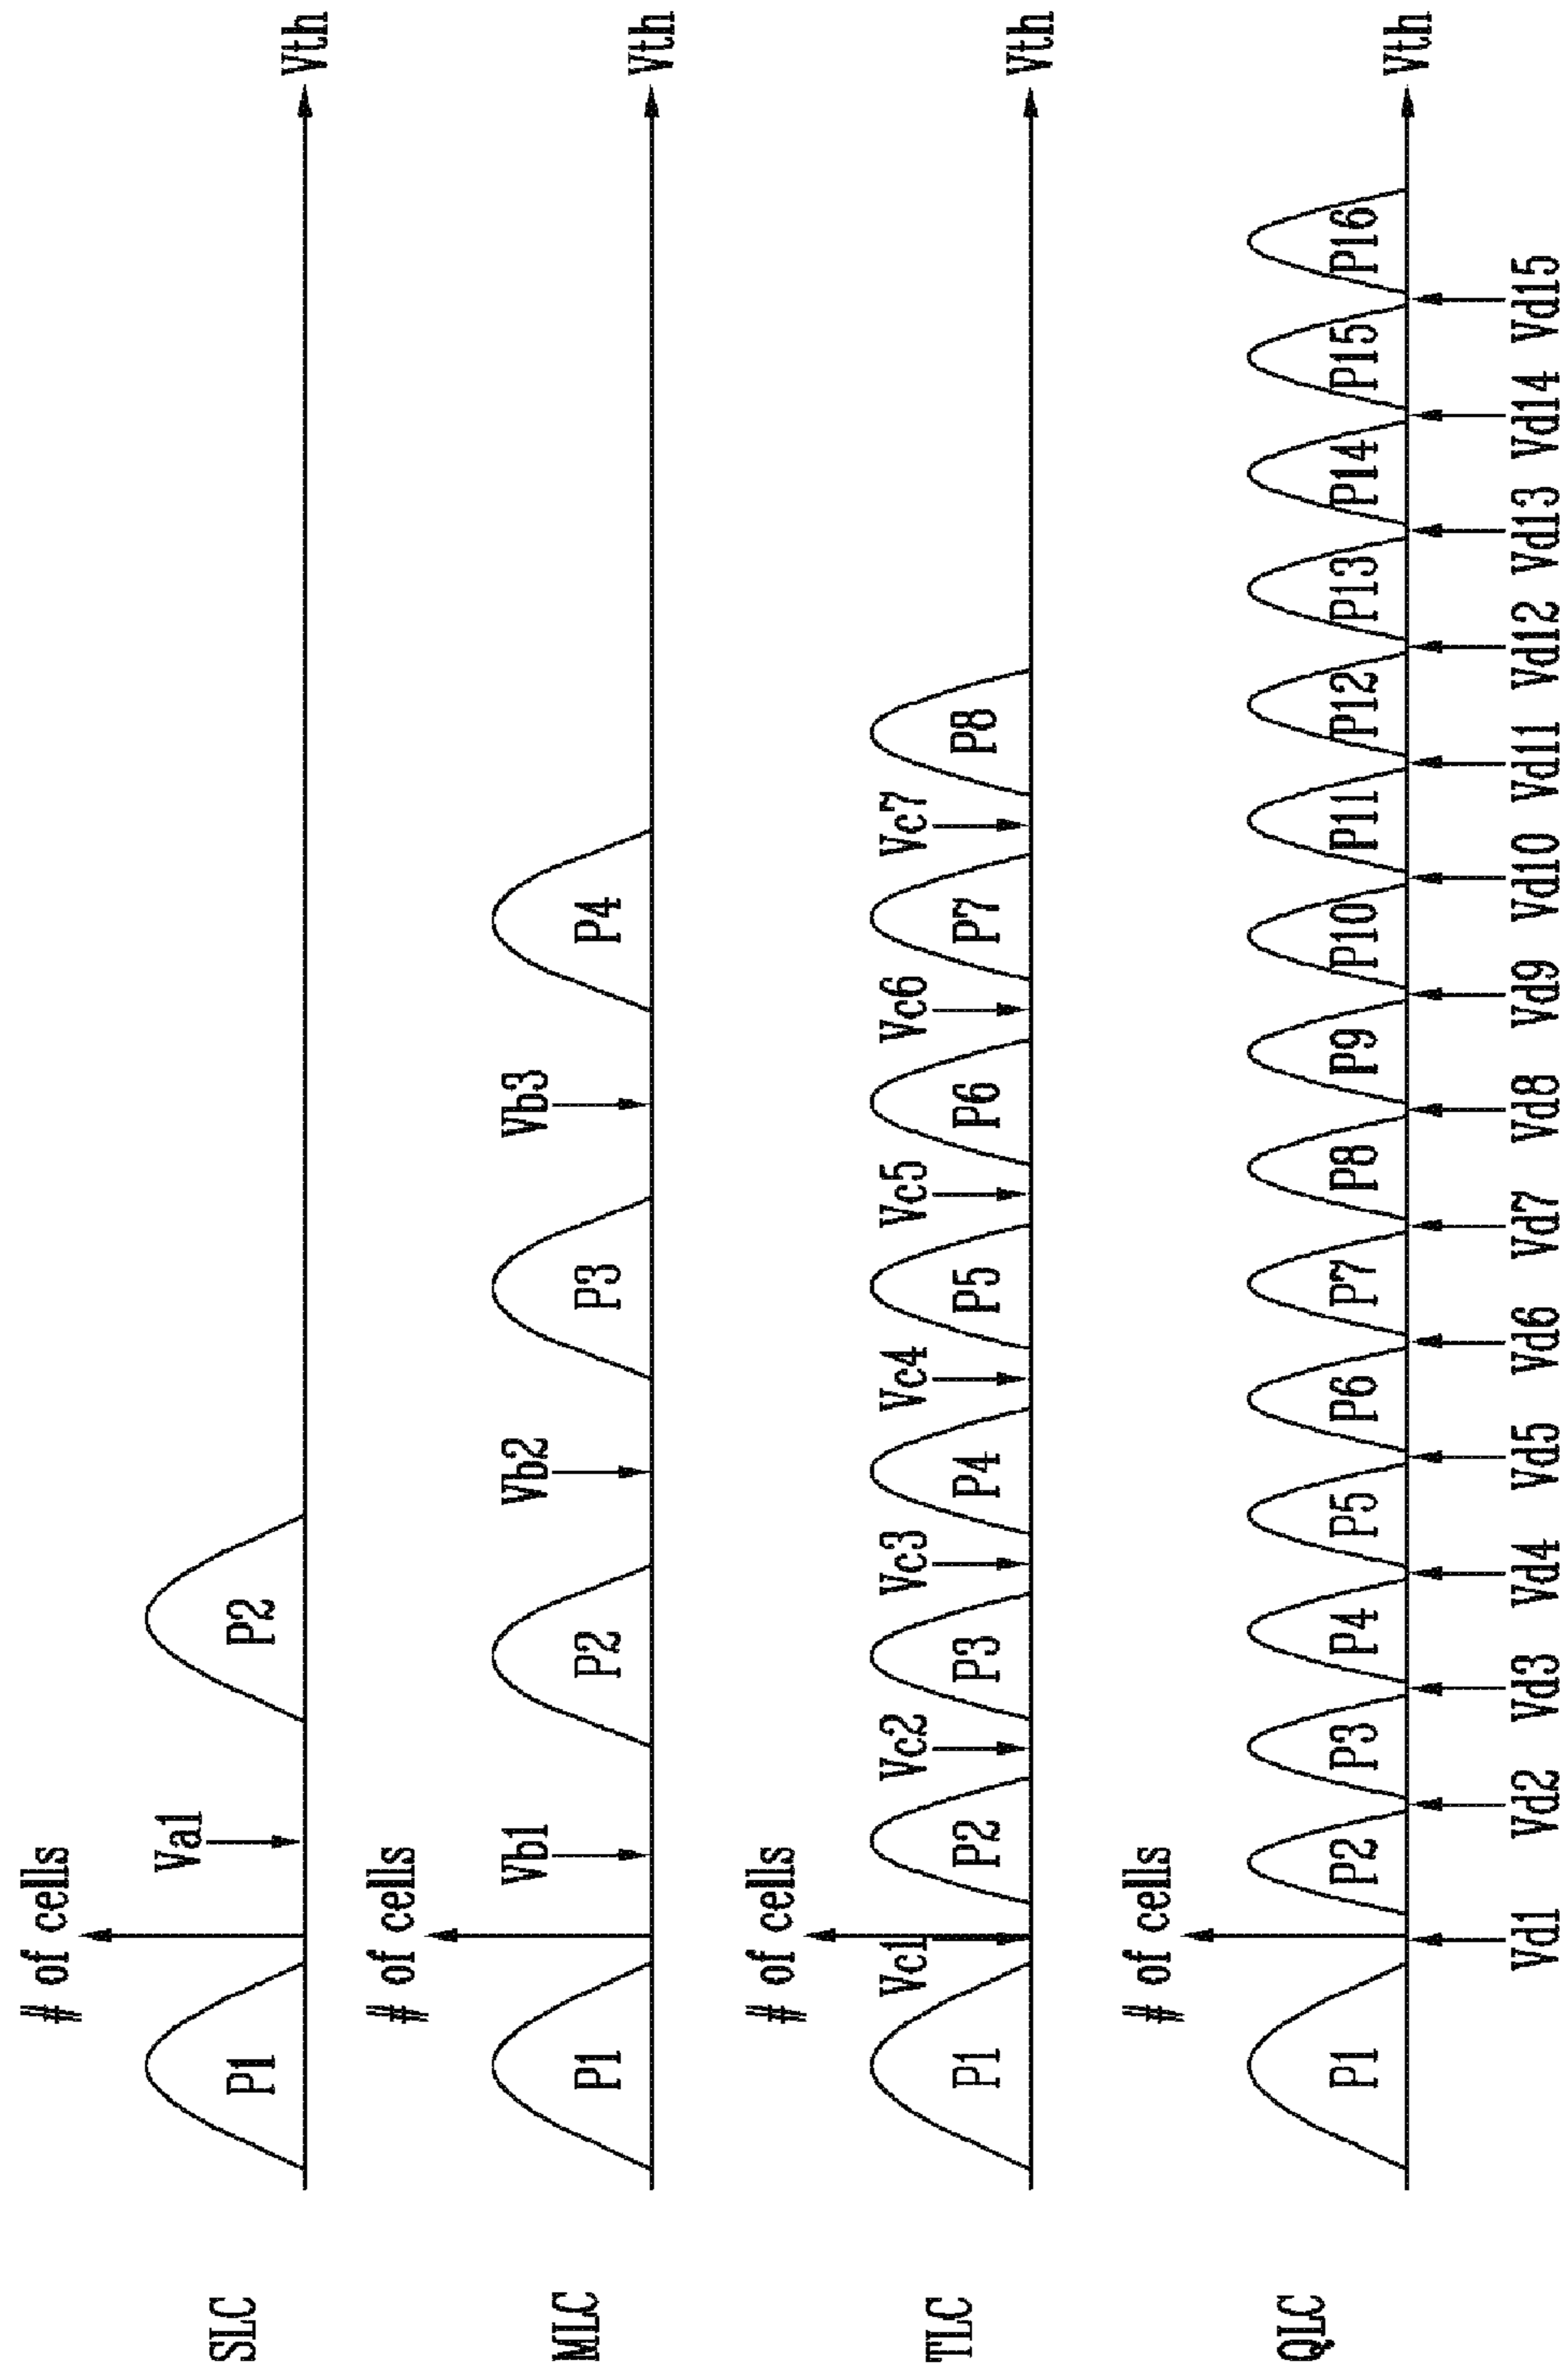 # of cells
Va1
SLC
P1
P2
Vth
# of cells
Vb1
Vb2
Vb3
MLC
P1
P2
P3
P4
Vth
# of cells
Vc1
Vc2
Vc3
Vc4
Vc5
Vc6
Vc7
TLC
P1
P2
P3
P4
P5
P6
P7
P8
Vth
# of cells
QLC
P1
P2
P3
P4
P5
P6
P7
P8
P9
P10
P11
P12
P13
P14
P15
P16
Vth
Vd1
Vd2
Vd3
Vd4
Vd5
Vd6
Vd7
Vd8
Vd9
Vd10
Vd11
Vd12
Vd13
Vd14
Vd15